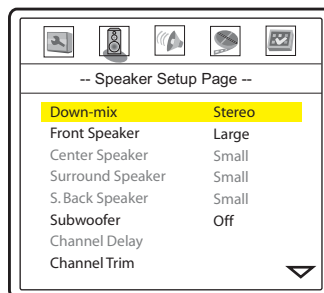 -- Speaker Setup Page --
Down-mix Stereo
Front Speaker Large
Center Speaker Small
Surround Speaker Small
S. Back Speaker Small
Subwoofer Off
Channel Delay
Channel Trim